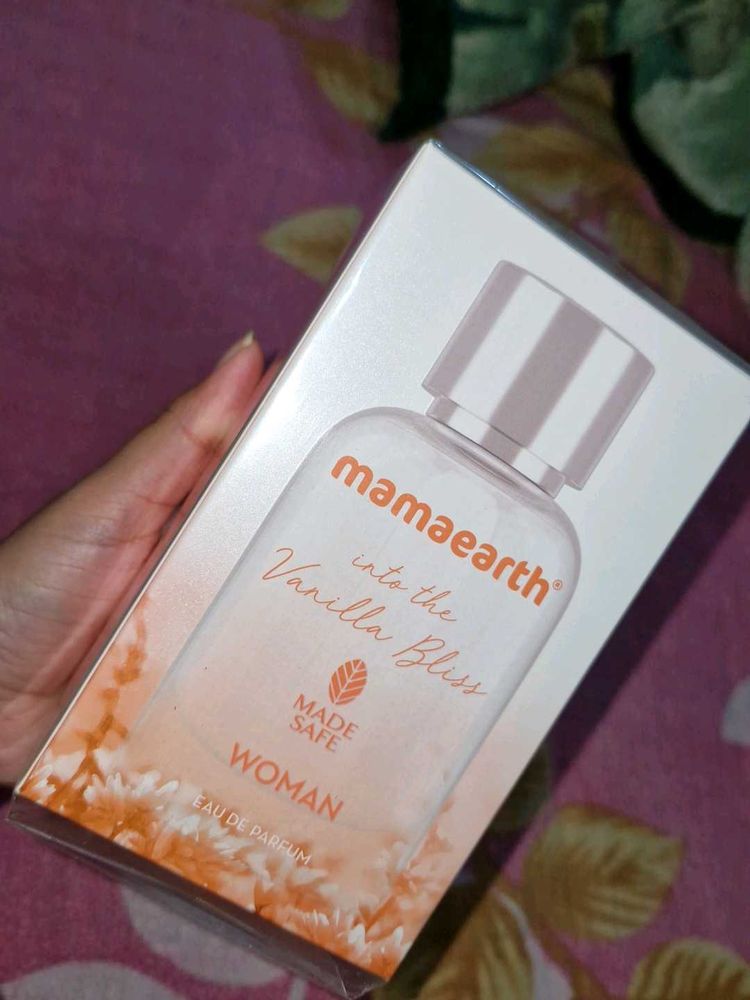 mamaearth®
into the
Vanilla Bliss
MADE
SAFE
WOMAN
EAU DE PARFUM